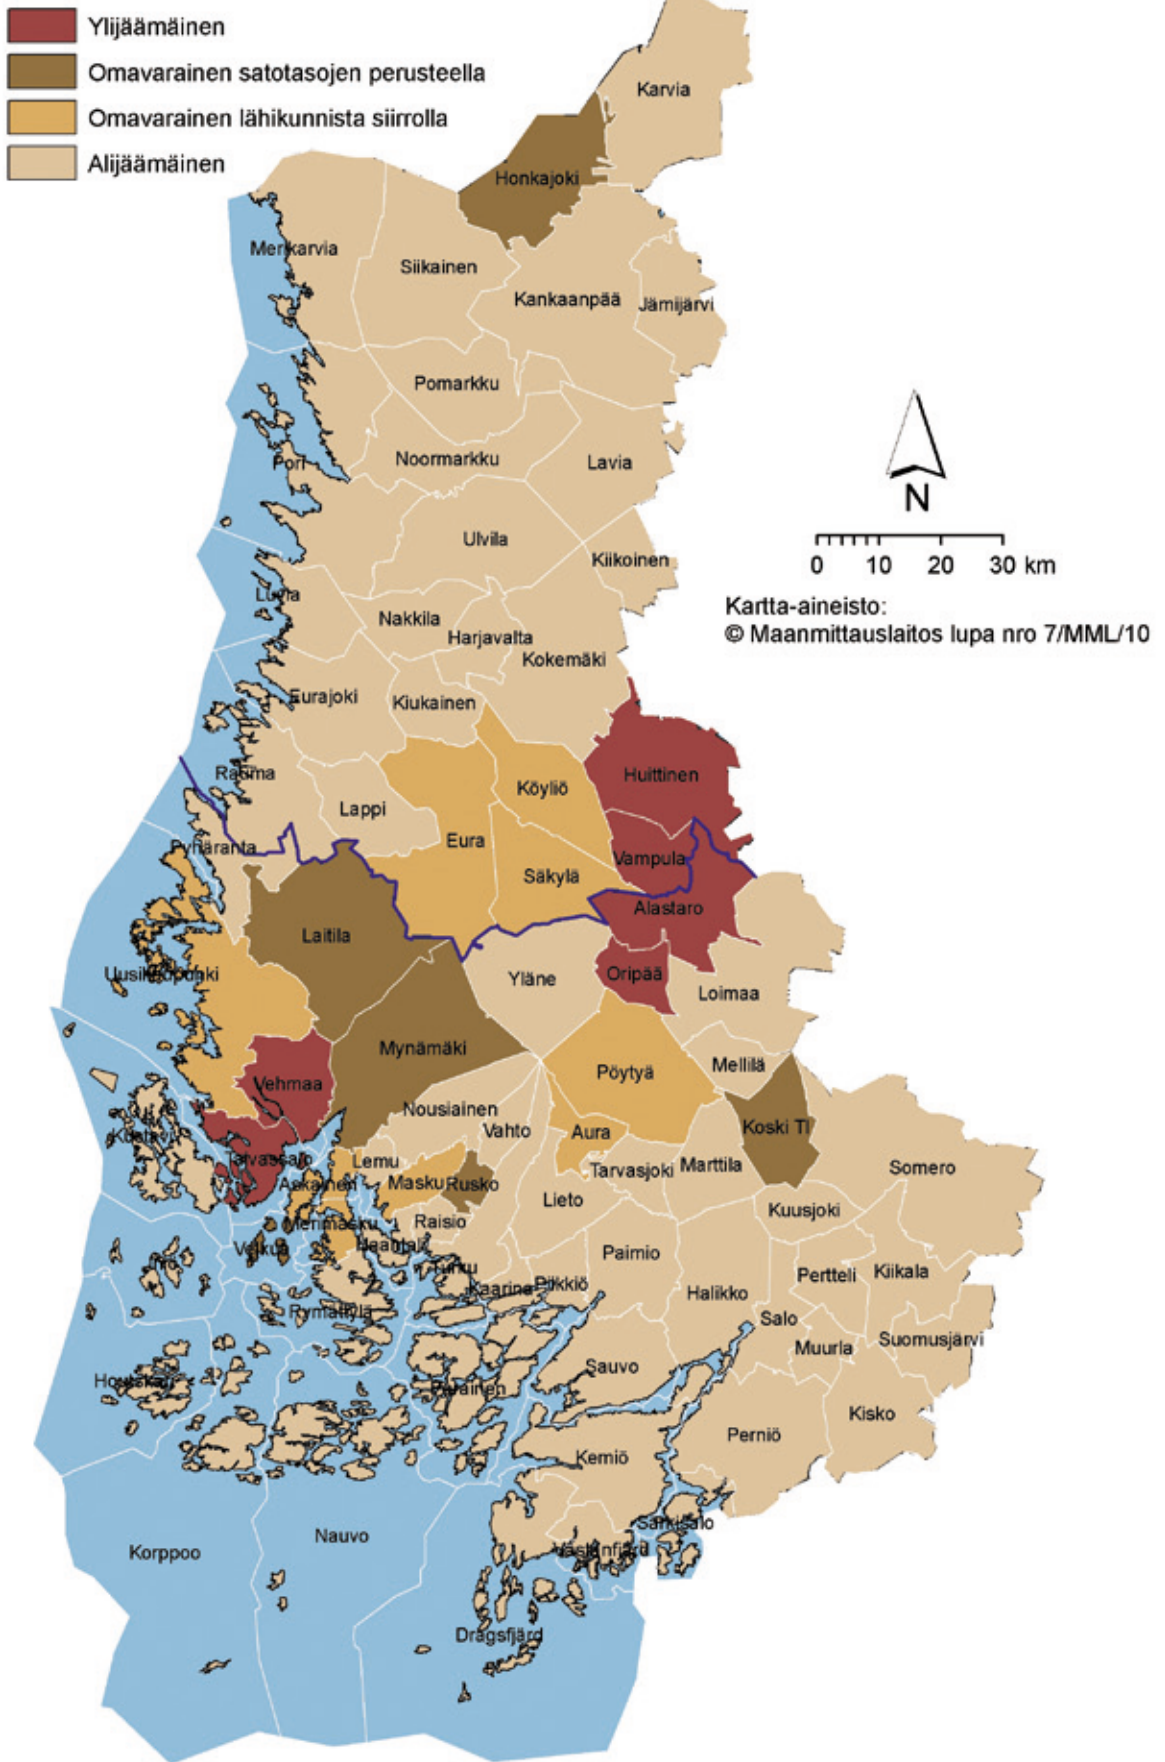 Ylijäämäinen
Omavarainen satotasojen perusteella
Omavarainen lähikunnista siirrolla
Alijäämäinen
Karvia
Honkajoki
Merikarvia
Siikainen
Kankaanpää
Jämijärvi
Pomarkku
Noormarkku
Lavia
Pori
Ulvila
Kiikoinen
N
0 10 20 30 km
Kartta-aineisto:
© Maanmittauslaitos lupa nro 7/MML/10
Luvia
Nakkila
Harjavalta
Kokemäki
Eurajoki
Kiukainen
Rauma
Lappi
Köyliö
Huittinen
Pyhäranta
Eura
Säkylä
Vampula
Alastaro
Laitila
Uusikaupunki
Yläne
Oripää
Loimaa
Mynämäki
Pöytyä
Mellilä
Vehmaa
Nousiainen
Vahto
Aura
Koski Tl
Kustavi
Taivassalo
Lemu
Askainen
Masku
Rusko
Tarvasjoki
Marttila
Somero
Lieto
Kuusjoki
Merimasku
Raisio
Velkua
Naantali
Iniö
Turku
Paimio
Pertteli
Kiikala
Kaarina
Piikkiö
Halikko
Rymättylä
Salo
Muurla
Suomusjärvi
Houtskari
Parainen
Sauvo
Kisko
Perniö
Kemiö
Särkisalo
Västanfjärd
Nauvo
Korppoo
Dragsfjärd